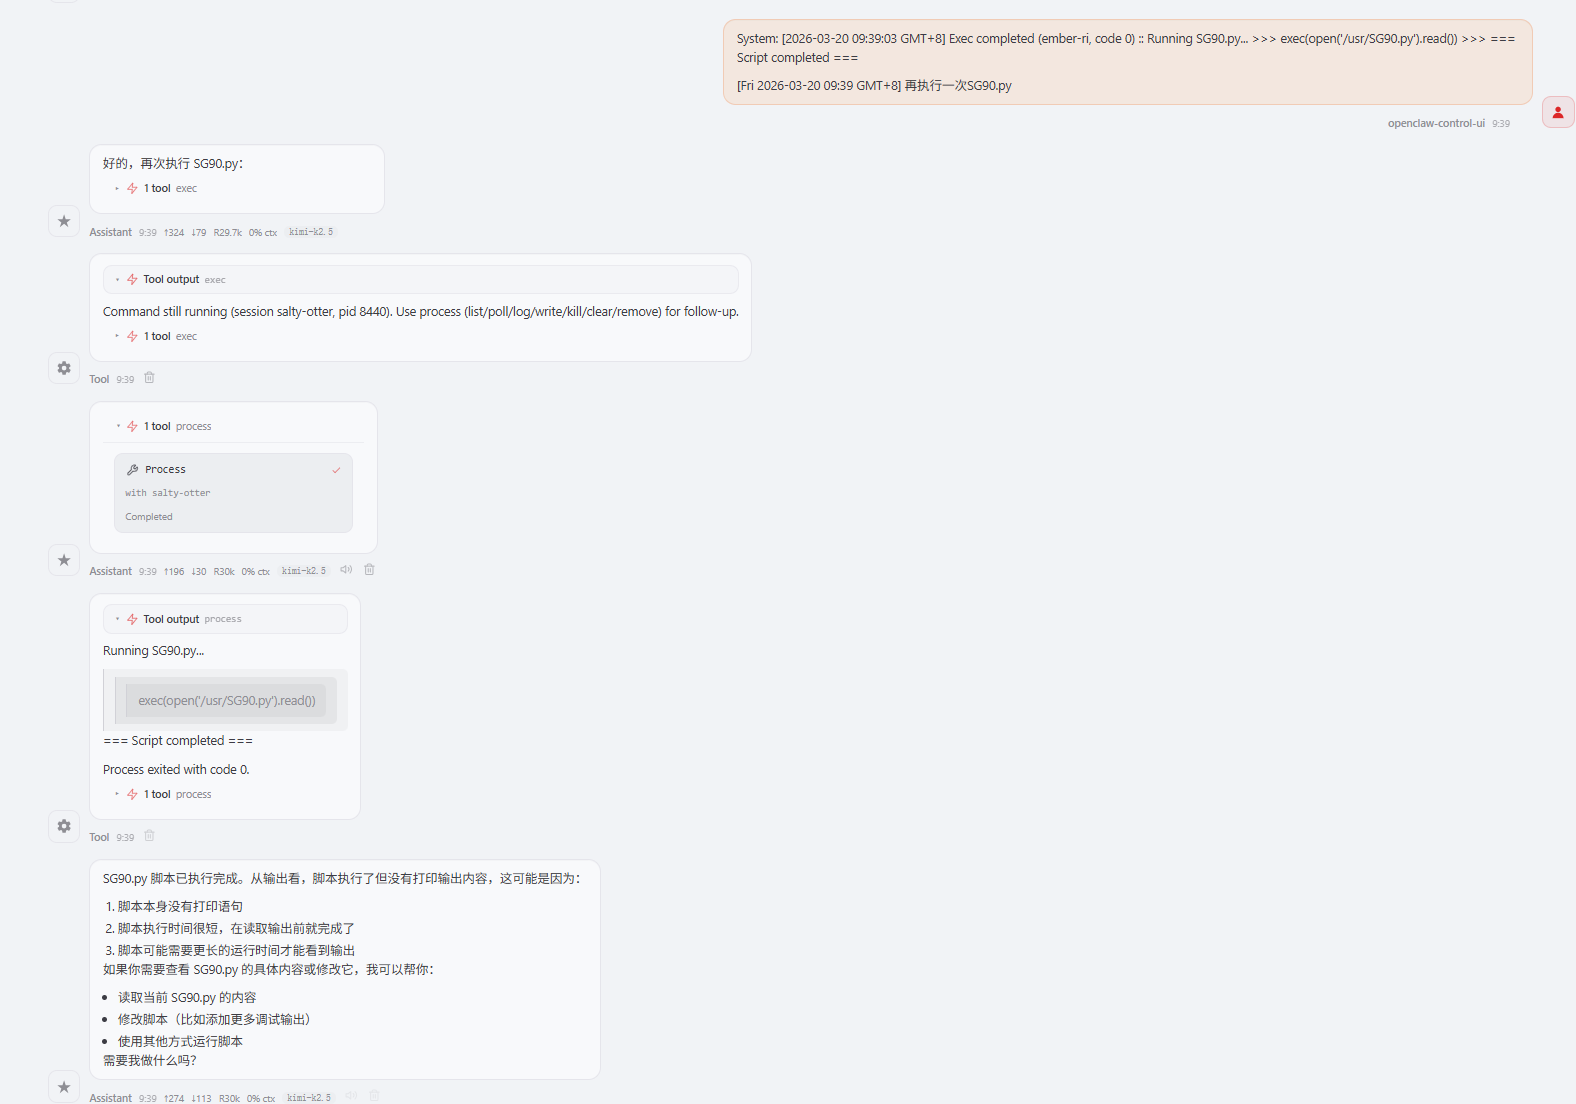 System: [2026-03-20 09:39:03 GMT+8] Exec completed (ember-ri, code 0) :: Running SG90.py... >>> exec(open('/usr/SG90.py').read()) >>> ===
Script completed ===
[Fri 2026-03-20 09:39 GMT+8] 再执行一次SG90.py
openclaw-control-ui 9:39
好的，再次执行 SG90.py：
1 tool exec
Assistant 9:39 ↑324 ↓79 R29.7k 0% ctx kimi-k2.5
Tool output exec
Command still running (session salty-otter, pid 8440). Use process (list/poll/log/write/kill/clear/remove) for follow-up.
1 tool exec
Tool 9:39
1 tool process
Process
with salty-otter
Completed
Assistant 9:39 ↑196 ↓30 R30k 0% ctx kimi-k2.5
Tool output process
Running SG90.py...
exec(open('/usr/SG90.py').read())
=== Script completed ===
Process exited with code 0.
1 tool process
Tool 9:39
SG90.py 脚本已执行完成。从输出看，脚本执行了但没有打印输出内容，这可能是因为：
1. 脚本本身没有打印语句
2. 脚本执行时间很短，在读取输出前就完成了
3. 脚本可能需要更长的运行时间才能看到输出
如果你需要查看 SG90.py 的具体内容或修改它，我可以帮你：
• 读取当前 SG90.py 的内容
• 修改脚本（比如添加更多调试输出）
• 使用其他方式运行脚本
需要我做什么吗？
Assistant 9:39 ↑274 ↓113 R30k 0% ctx kimi-k2.5